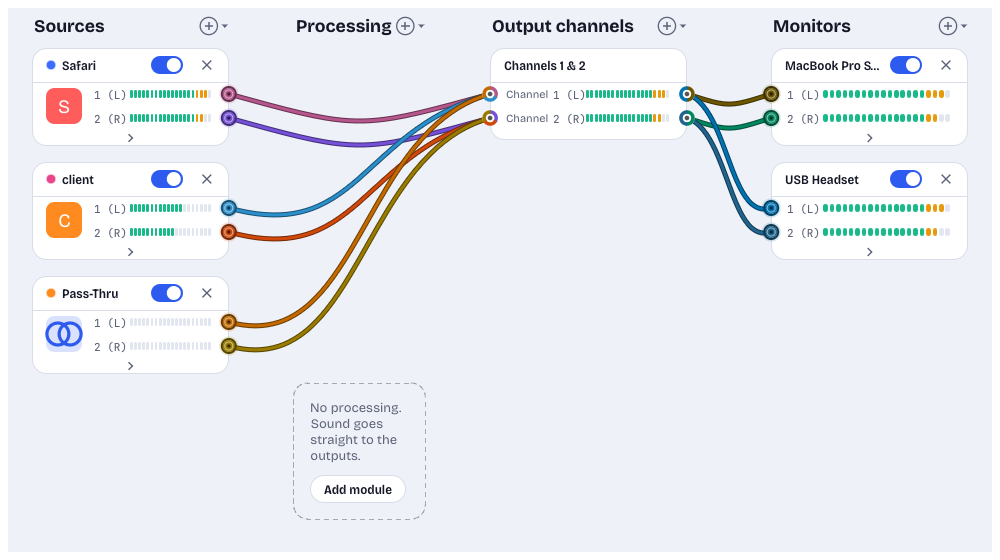 Sources
Processing
Output channels
Monitors
Safari
S
1 (L)
2 (R)
client
C
1 (L)
2 (R)
Pass-Thru
1 (L)
2 (R)
No processing.
Sound goes
straight to the
outputs.
Add module
Channels 1 & 2
Channel 1 (L)
Channel 2 (R)
MacBook Pro S...
1 (L)
2 (R)
USB Headset
1 (L)
2 (R)